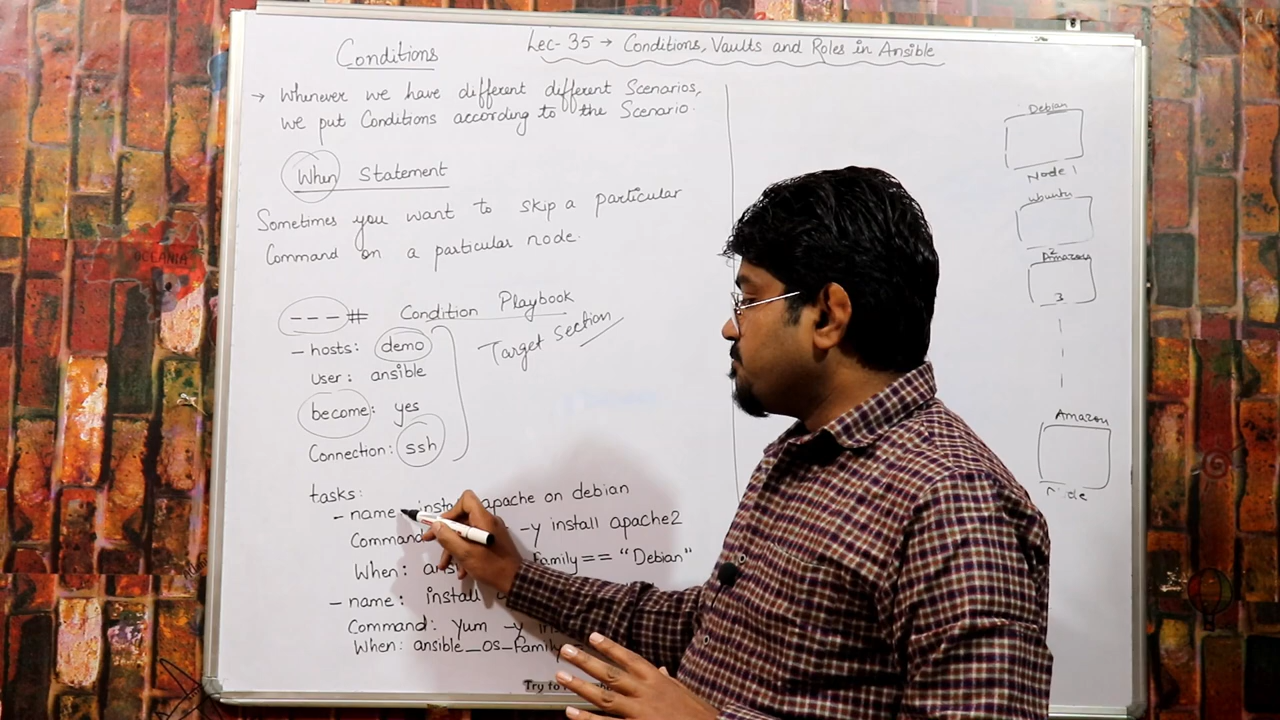 Lec-35 → Conditions, Vaults and Roles in Ansible
Conditions
→ Whenever we have different different Scenarios,
we put Conditions according to the Scenario.
When Statement
Sometimes you want to skip a particular
Command on a particular node.
--- # Condition Playbook
- hosts: demo
user: ansible
become: yes
Connection: ssh
Target Section
tasks:
- name apache on debian
Command -y install apache2
When: Family == "Debian"
- name: install
Command: yum -y
When: ansible_os_Family
Try to
Debian
Node 1
ubuntu
2
Amazon
3
Amazon
Node
OCEANIA